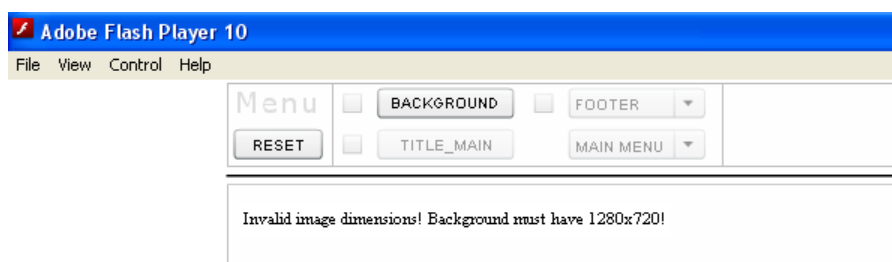 Adobe Flash Player 10
File View Control Help
Menu BACKGROUND FOOTER
RESET TITLE_MAIN MAIN MENU
Invalid image dimensions! Background must have 1280x720!